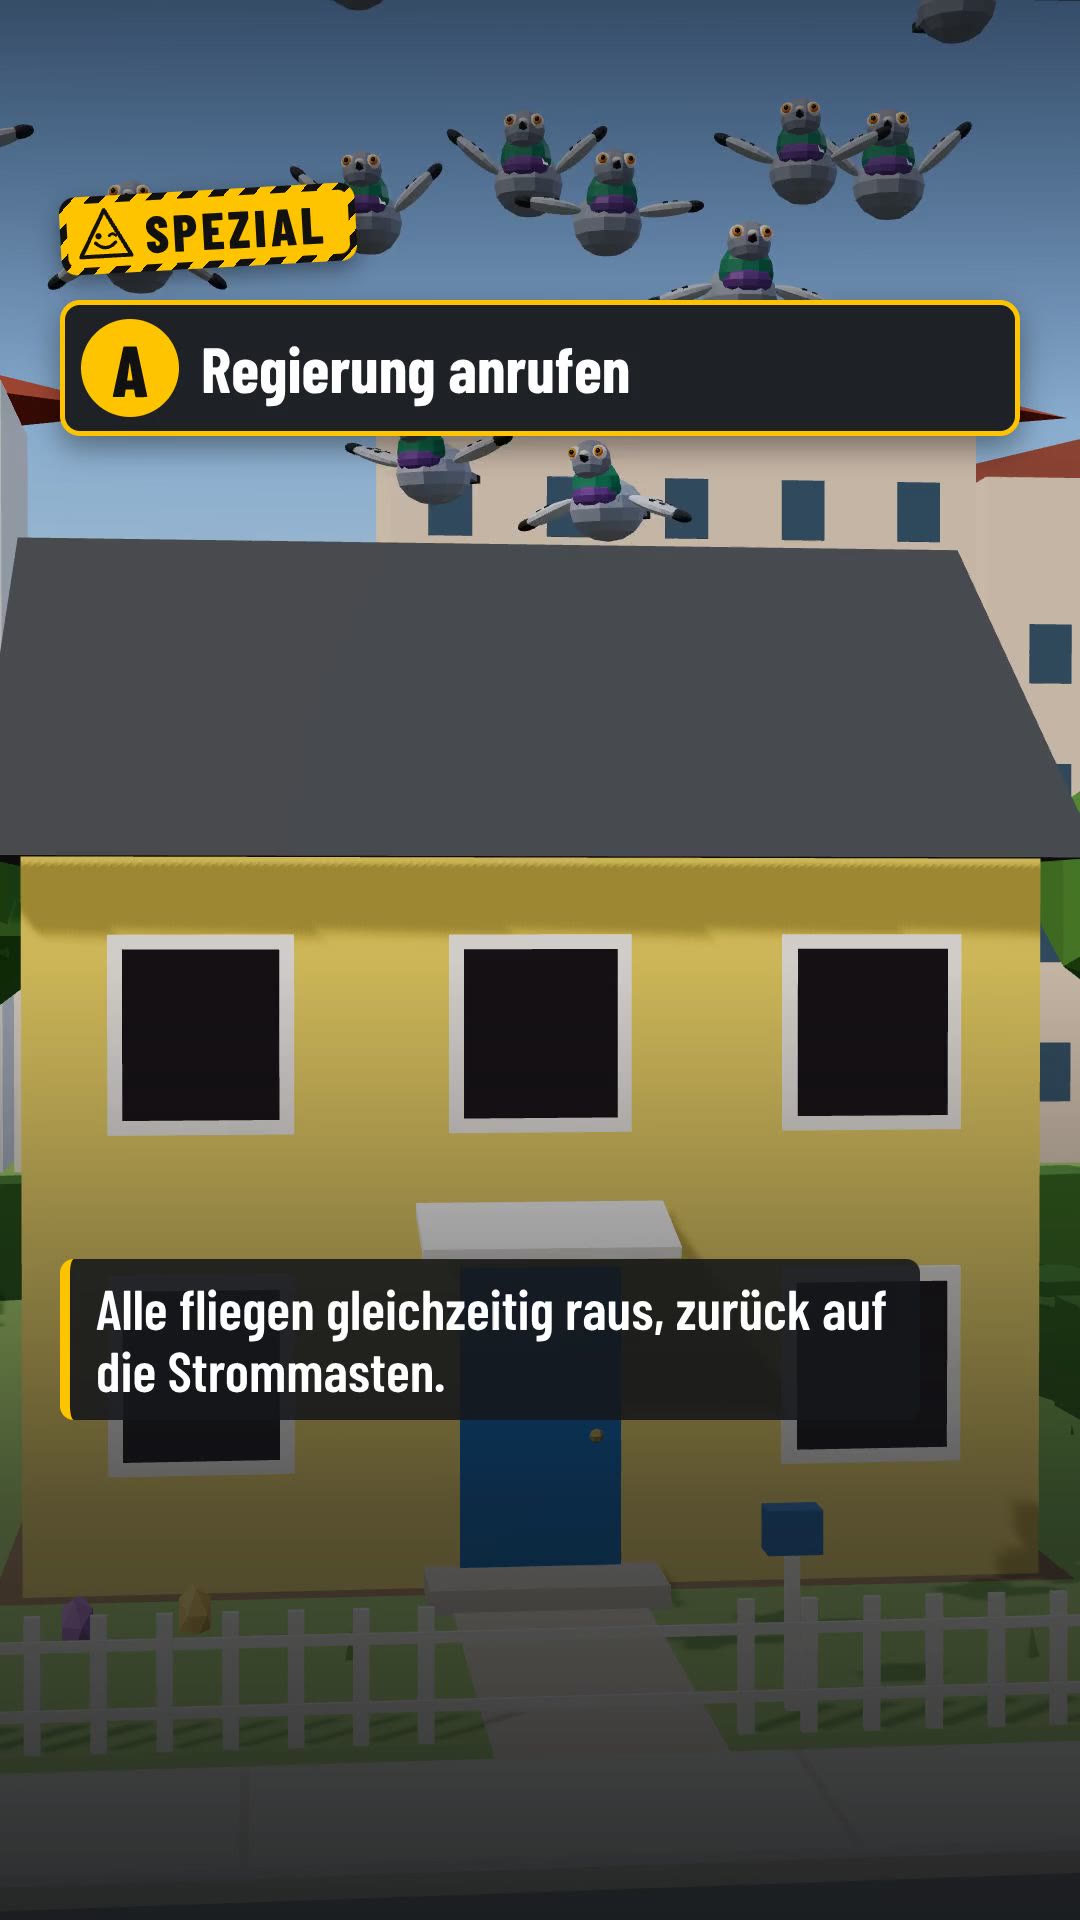 SPEZIAL
A Regierung anrufen
Alle fliegen gleichzeitig raus, zurück auf
die Strommasten.